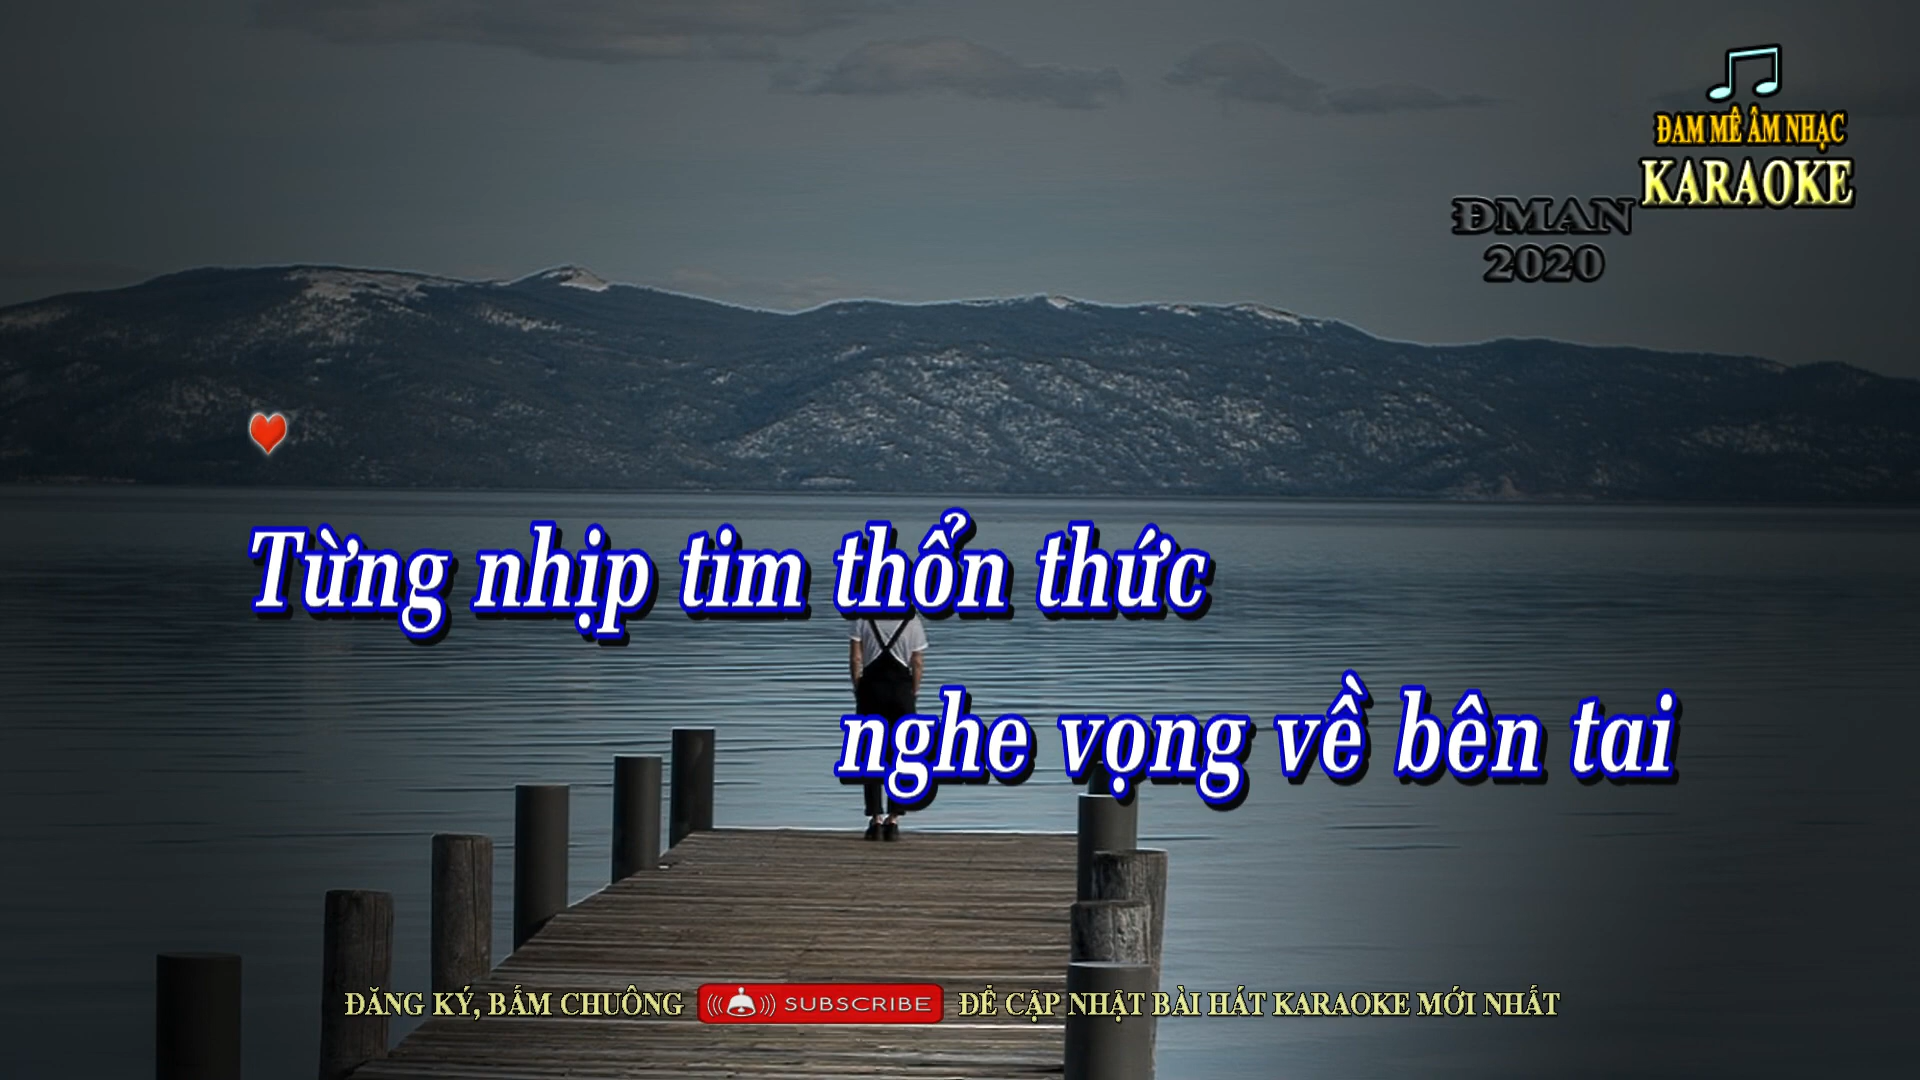 ĐAM MÊ ÂM NHẠC
KARAOKE
ĐMAN
2020
Từng nhịp tim thổn thức
nghe vọng về bên tai
ĐĂNG KÝ, BẤM CHUÔNG SUBSCRIBE ĐỂ CẬP NHẬT BÀI HÁT KARAOKE MỚI NHẤT